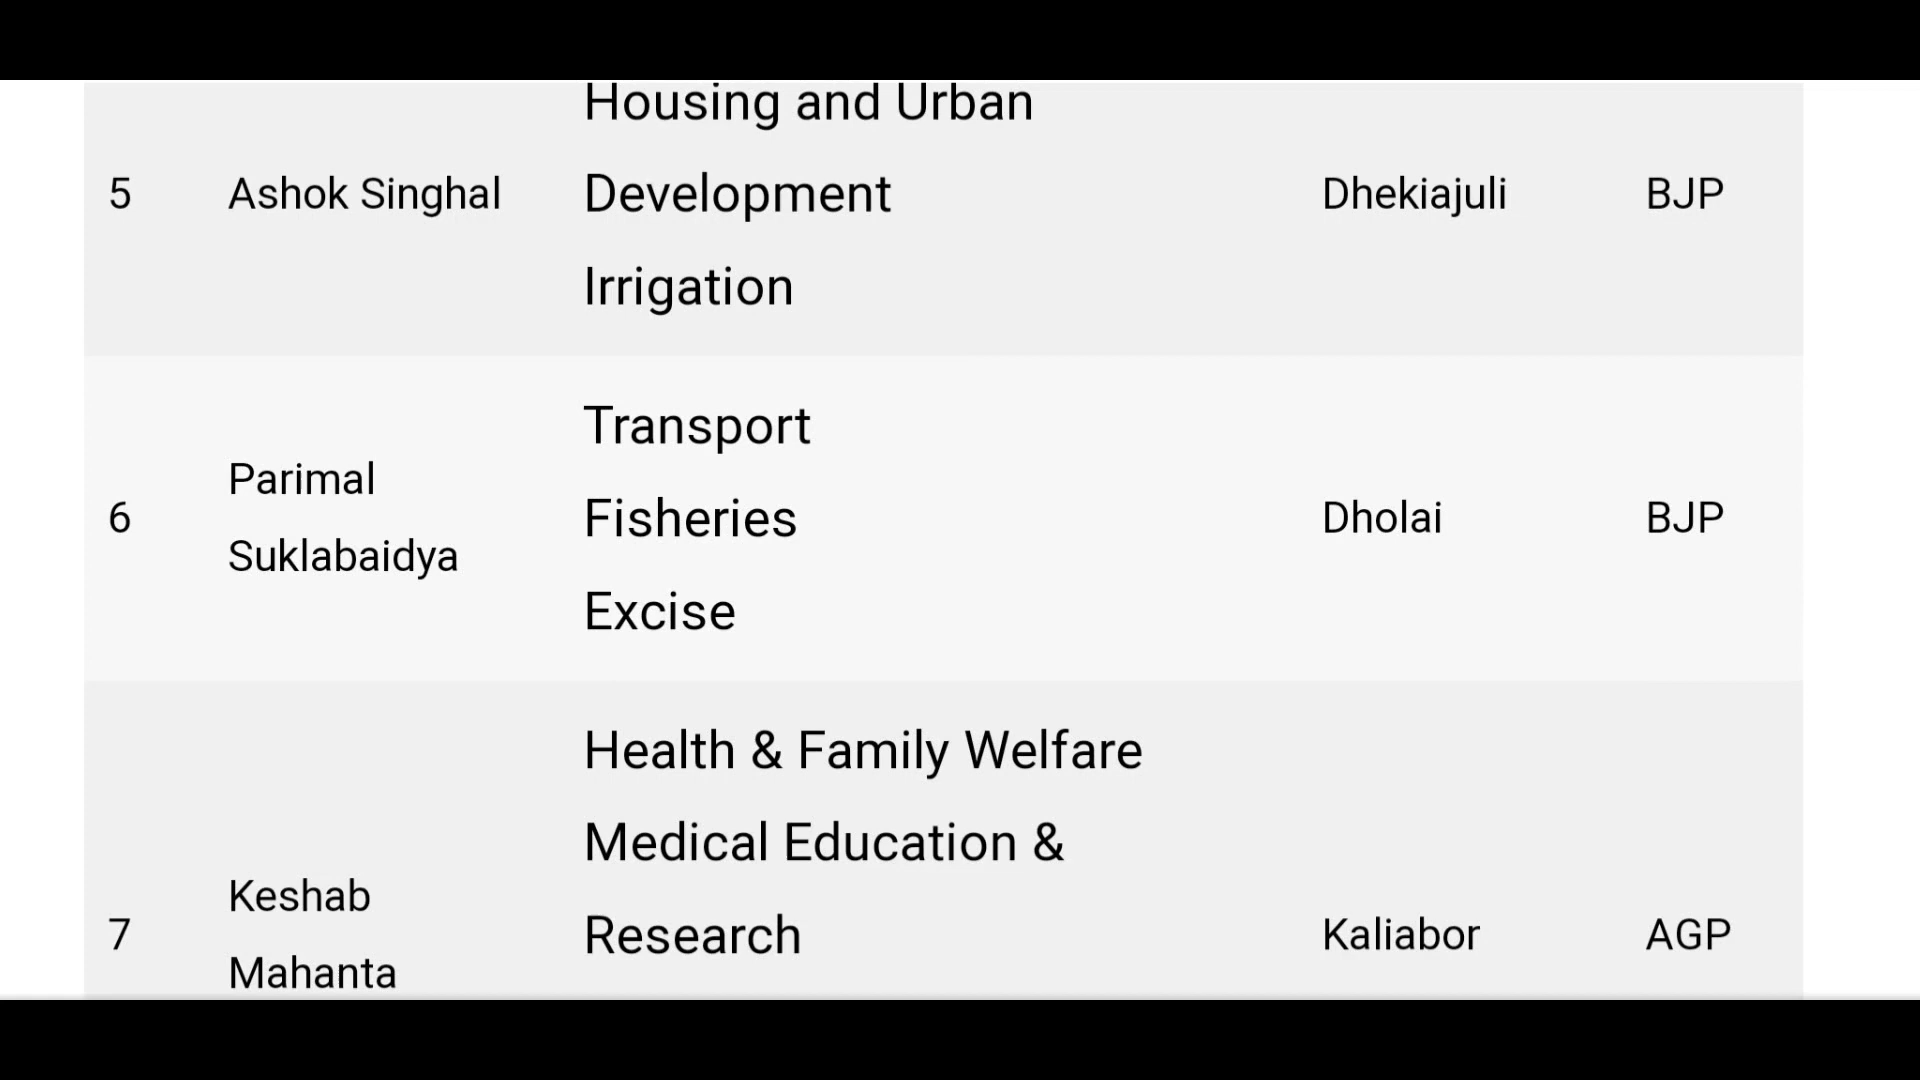 Housing and Urban
5 Ashok Singhal Development Dhekiajuli BJP
Irrigation
Transport
Parimal
6 Fisheries Dholai BJP
Suklabaidya
Excise
Health & Family Welfare
Medical Education &
Keshab
7 Research Kaliabor AGP
Mahanta